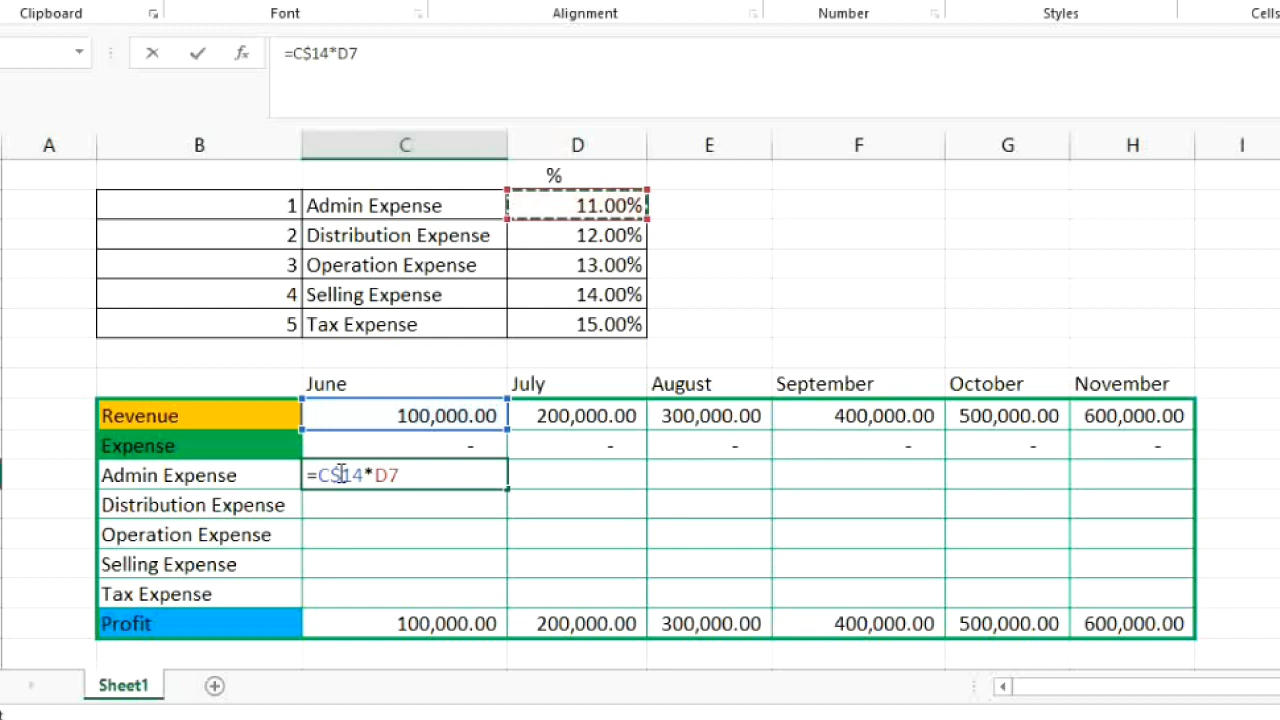 Clipboard Font Alignment Number Styles Cells
=C$14*D7
A B C D E F G H I
%
1 Admin Expense 11.00%
2 Distribution Expense 12.00%
3 Operation Expense 13.00%
4 Selling Expense 14.00%
5 Tax Expense 15.00%
June July August September October November
Revenue 100,000.00 200,000.00 300,000.00 400,000.00 500,000.00 600,000.00
Expense - - - - - -
Admin Expense =C$14*D7
Distribution Expense
Operation Expense
Selling Expense
Tax Expense
Profit 100,000.00 200,000.00 300,000.00 400,000.00 500,000.00 600,000.00
Sheet1